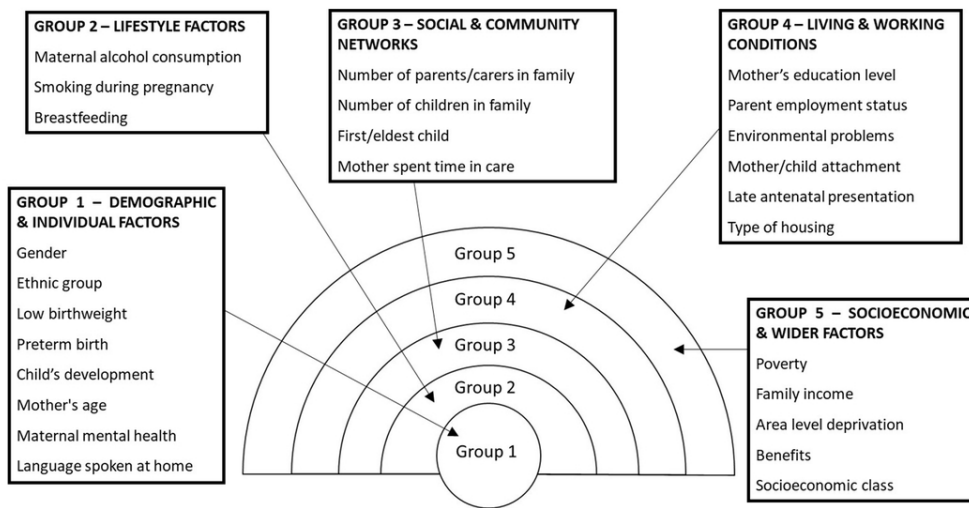 GROUP 2 – LIFESTYLE FACTORS
Maternal alcohol consumption
Smoking during pregnancy
Breastfeeding
GROUP 3 – SOCIAL & COMMUNITY
NETWORKS
Number of parents/carers in family
Number of children in family
First/eldest child
Mother spent time in care
GROUP 4 – LIVING & WORKING
CONDITIONS
Mother’s education level
Parent employment status
Environmental problems
Mother/child attachment
Late antenatal presentation
Type of housing
GROUP 1 – DEMOGRAPHIC
& INDIVIDUAL FACTORS
Gender
Ethnic group
Low birthweight
Preterm birth
Child’s development
Mother's age
Maternal mental health
Language spoken at home
Group 5
Group 4
Group 3
Group 2
Group 1
GROUP 5 – SOCIOECONOMIC
& WIDER FACTORS
Poverty
Family income
Area level deprivation
Benefits
Socioeconomic class